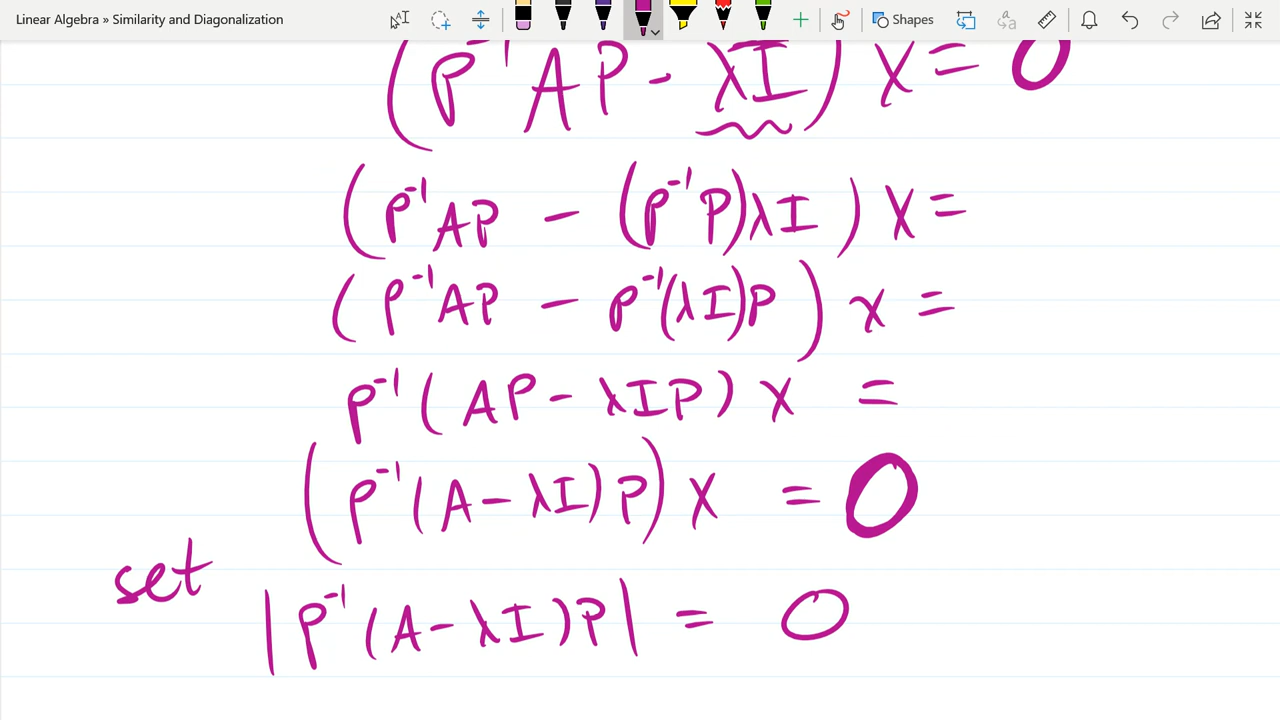 Linear Algebra » Similarity and Diagonalization
Shapes
(P⁻¹AP - λI) X = 0
(P⁻¹AP - (P⁻¹P)λI) X =
(P⁻¹AP - P⁻¹(λI)P) X =
P⁻¹(AP - λIP) X =
(P⁻¹(A - λI)P) X = 0
set
|P⁻¹(A - λI)P| = 0